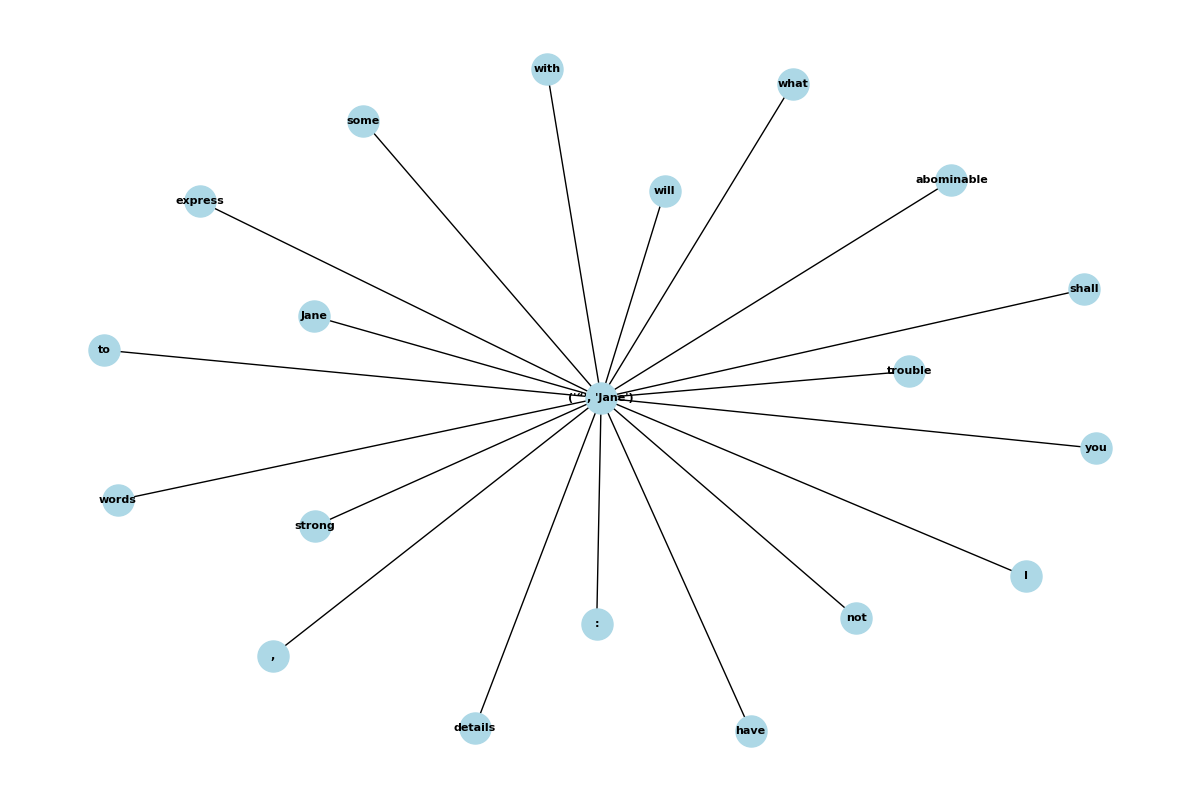 with
what
some
abominable
will
express
shall
Jane
to
trouble
('“', 'Jane')
you
words
strong
I
not
:
,
details
have